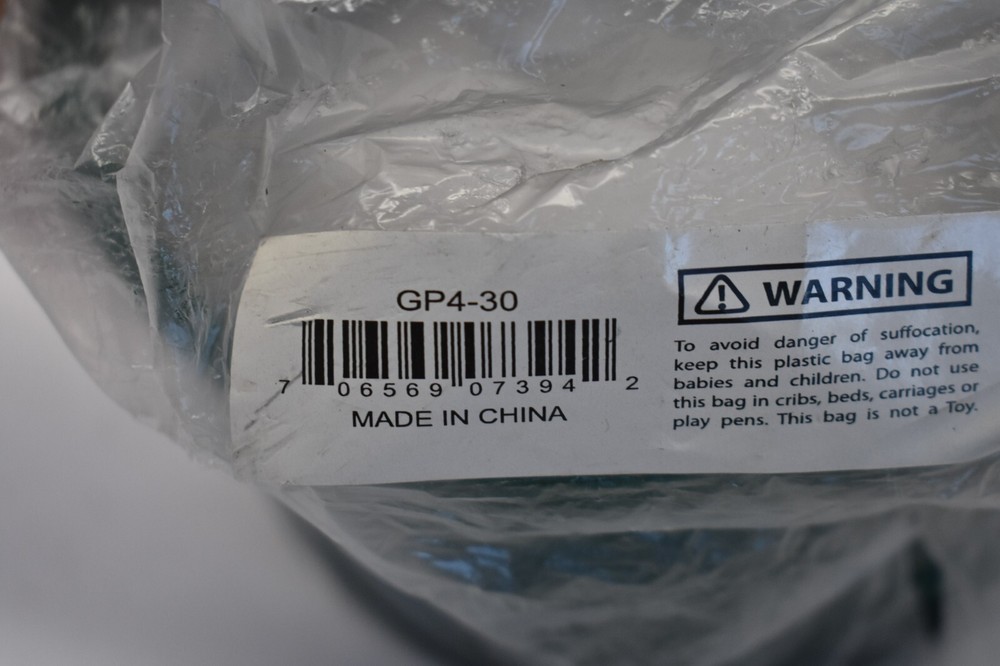 GP4-30
7 06569 07394 2
MADE IN CHINA
WARNING
To avoid danger of suffocation,
keep this plastic bag away from
babies and children. Do not use
this bag in cribs, beds, carriages or
play pens. This bag is not a Toy.